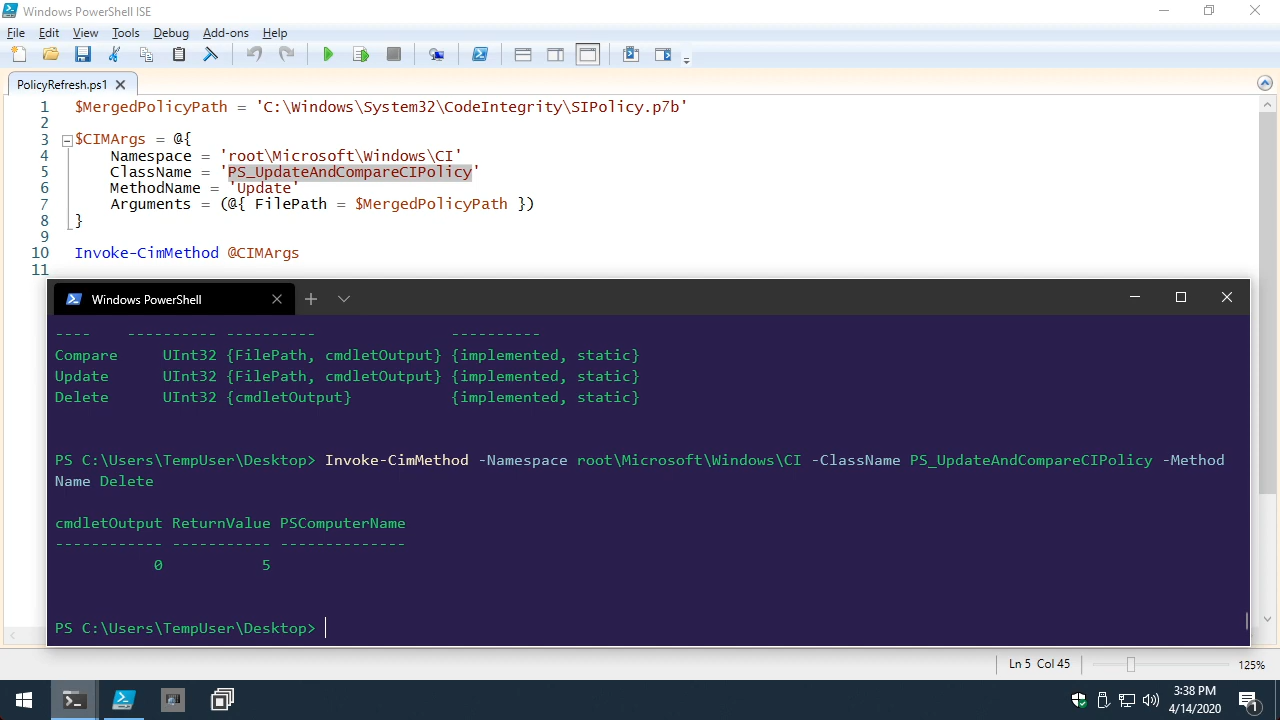 Windows PowerShell ISE
File Edit View Tools Debug Add-ons Help
PolicyRefresh.ps1
1 $MergedPolicyPath = 'C:\Windows\System32\CodeIntegrity\SIPolicy.p7b'
2
3 $CIMArgs = @{
4 Namespace = 'root\Microsoft\Windows\CI'
5 ClassName = 'PS_UpdateAndCompareCIPolicy'
6 MethodName = 'Update'
7 Arguments = (@{ FilePath = $MergedPolicyPath })
8 }
9
10 Invoke-CimMethod @CIMArgs
11
Windows PowerShell
---- ---------- ---------- ----------
Compare UInt32 {FilePath, cmdletOutput} {implemented, static}
Update UInt32 {FilePath, cmdletOutput} {implemented, static}
Delete UInt32 {cmdletOutput} {implemented, static}
PS C:\Users\TempUser\Desktop> Invoke-CimMethod -Namespace root\Microsoft\Windows\CI -ClassName PS_UpdateAndCompareCIPolicy -Method
Name Delete
cmdletOutput ReturnValue PSComputerName
------------ ----------- --------------
0 5
PS C:\Users\TempUser\Desktop>
Ln 5 Col 45 125%
3:38 PM
4/14/2020
1